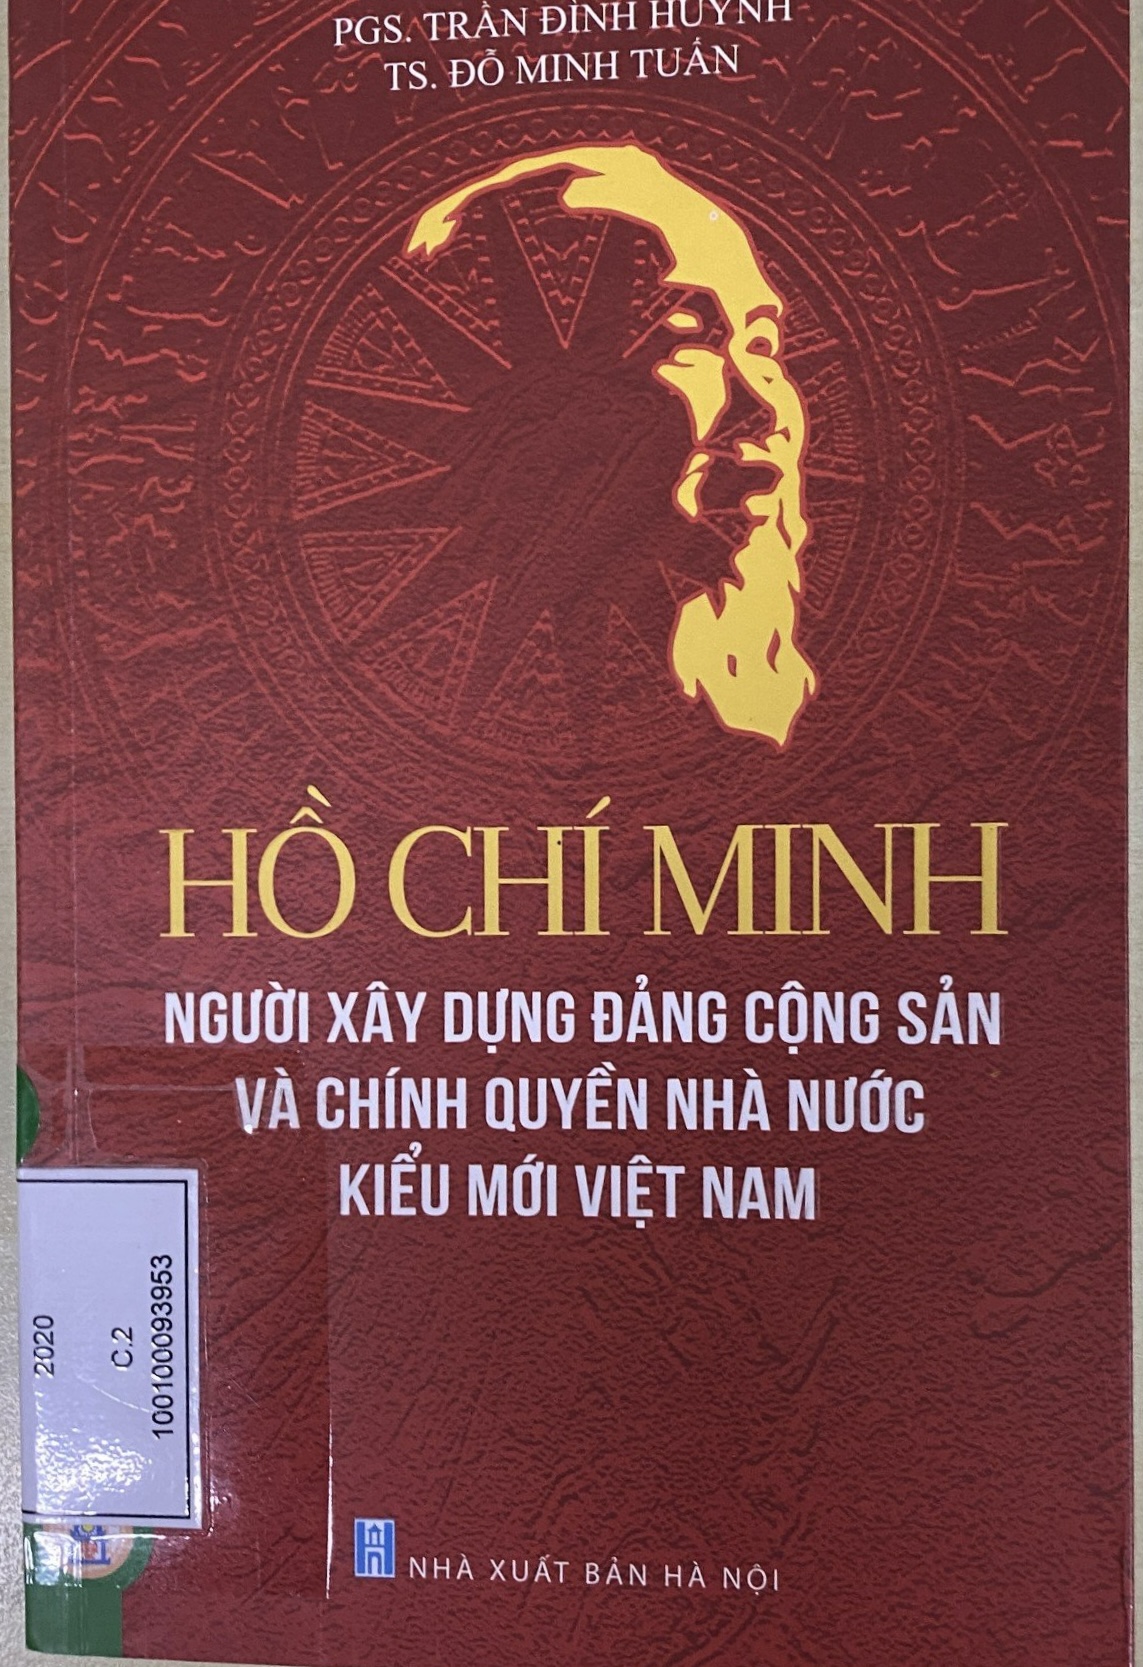 PGS. TRẦN ĐÌNH HUỲNH
TS. ĐỖ MINH TUẤN
HỒ CHÍ MINH
NGƯỜI XÂY DỰNG ĐẢNG CỘNG SẢN
VÀ CHÍNH QUYỀN NHÀ NƯỚC
KIỂU MỚI VIỆT NAM
2020
C.2
100100093953
NHÀ XUẤT BẢN HÀ NỘI